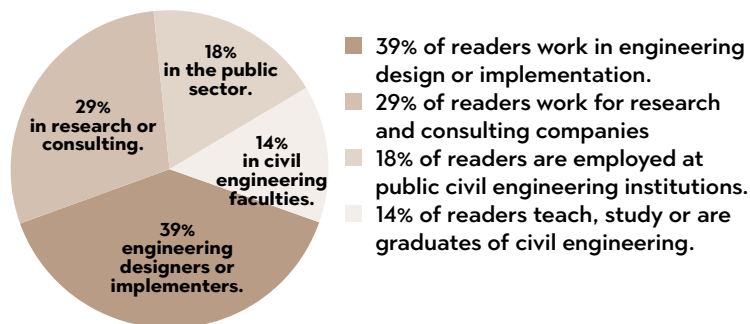 18%
in the public
sector.
29%
in research or
consulting.
14%
in civil
engineering
faculties.
39%
engineering
designers or
implementers.
39% of readers work in engineering
design or implementation.
29% of readers work for research
and consulting companies
18% of readers are employed at
public civil engineering institutions.
14% of readers teach, study or are
graduates of civil engineering.